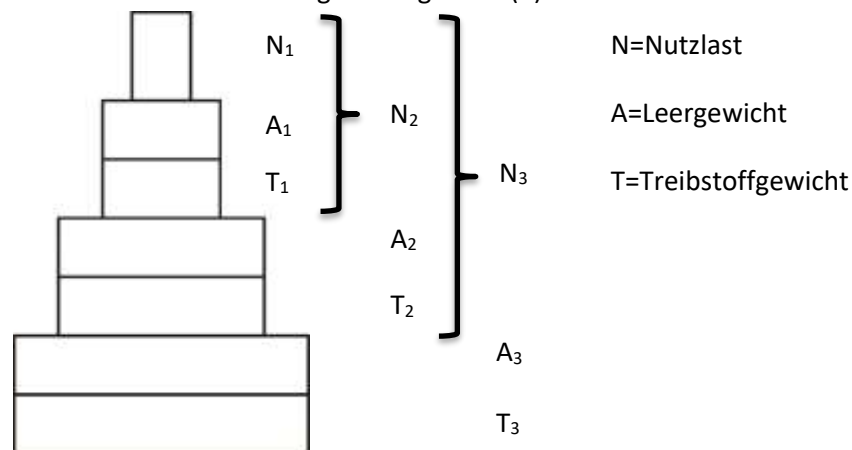 N₁
N=Nutzlast
A₁
N₂
A=Leergewicht
T₁
N₃
T=Treibstoffgewicht
A₂
T₂
A₃
T₃